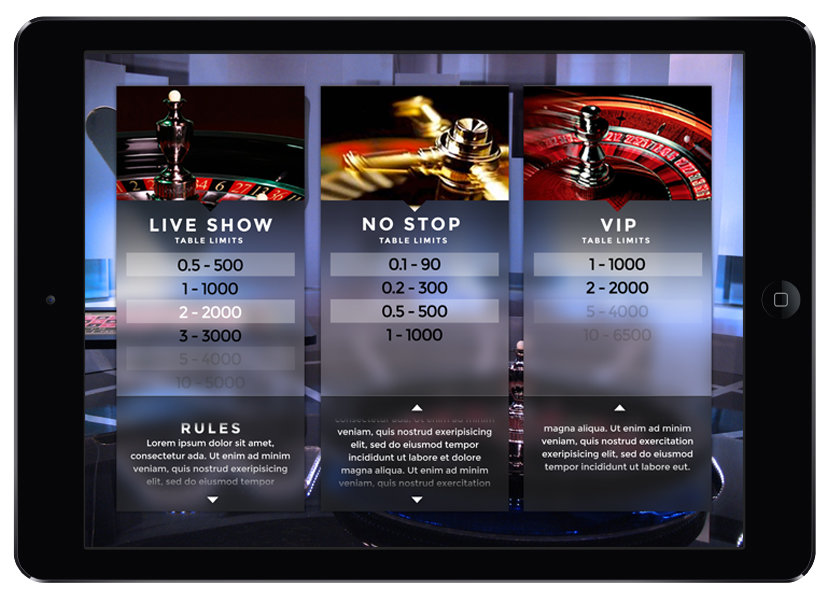 LIVE SHOW
TABLE LIMITS
0.5 - 500
1 - 1000
2 - 2000
3 - 3000
5 - 4000
10 - 5000
RULES
Lorem ipsum dolor sit amet,
consectetur ada. Ut enim ad minim
veniam, quis nostrud exeripisicing
elit, sed do eiusmod tempor
NO STOP
TABLE LIMITS
0.1 - 90
0.2 - 300
0.5 - 500
1 - 1000
consectetur ada. Ut enim ad minim
veniam, quis nostrud exeripisicing
elit, sed do eiusmod tempor
incididunt ut labore et dolore
magna aliqua. Ut enim ad minim
veniam, quis nostrud exercitation
VIP
TABLE LIMITS
1 - 1000
2 - 2000
5 - 4000
10 - 6500
magna aliqua. Ut enim ad minim
veniam, quis nostrud exercitation
exeripisicing elit, sed do eiusmod
tempor incididunt ut labore eut.